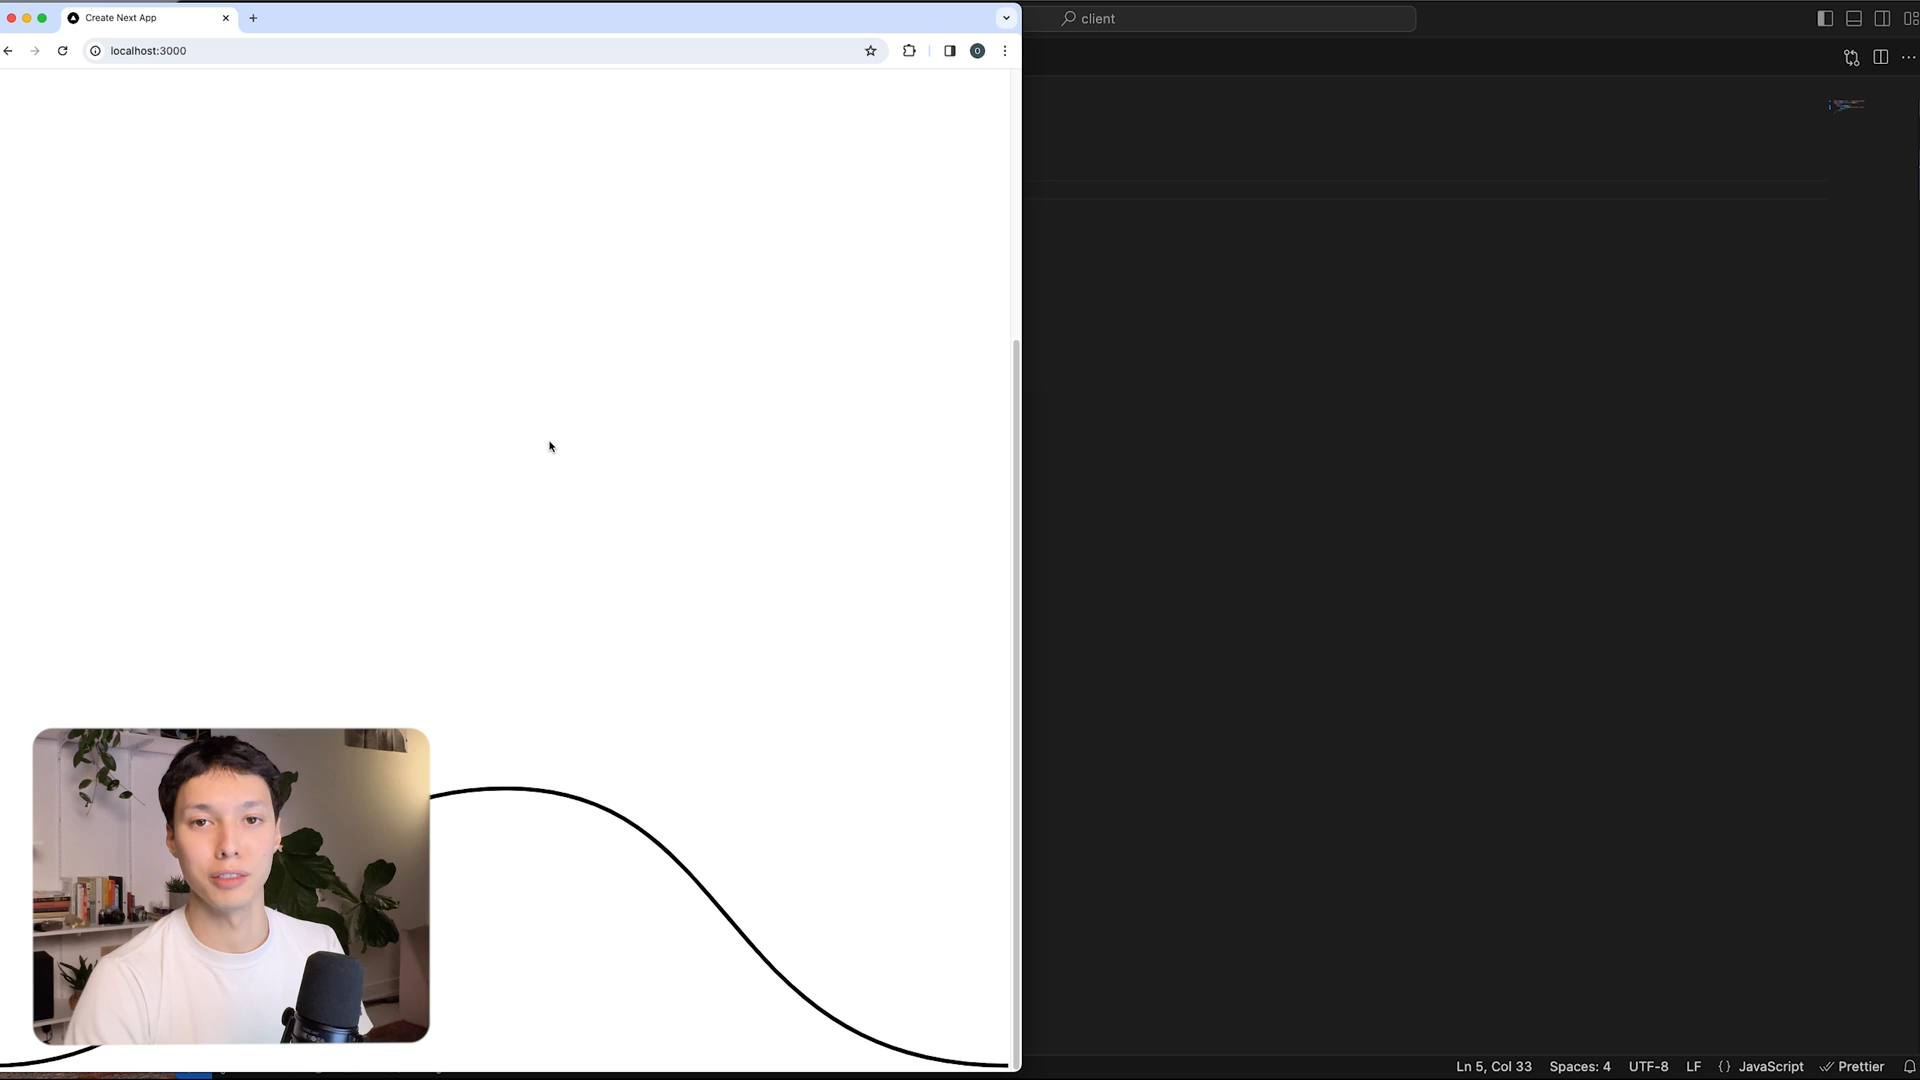 Create Next App
client
localhost:3000
O
Ln 5, Col 33
Spaces: 4
UTF-8
LF
{ } JavaScript
Prettier